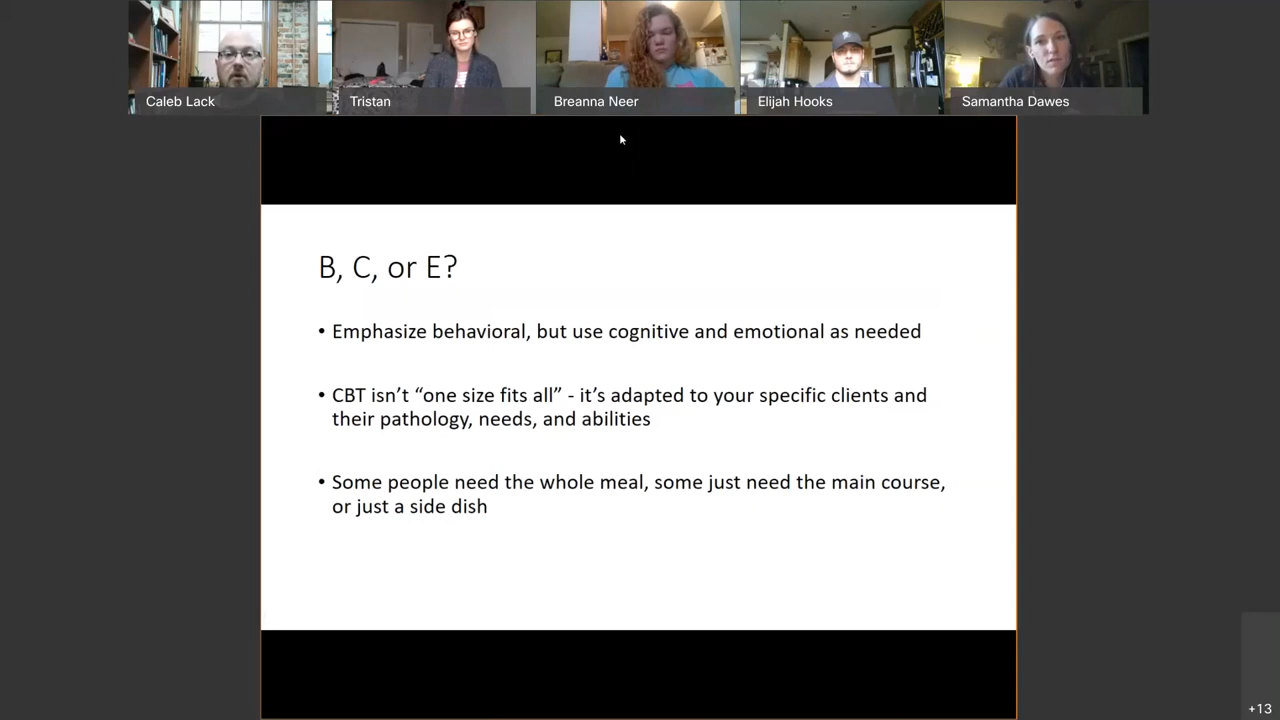 Caleb Lack
Tristan
Breanna Neer
Elijah Hooks
Samantha Dawes
B, C, or E?
• Emphasize behavioral, but use cognitive and emotional as needed
• CBT isn’t “one size fits all” - it’s adapted to your specific clients and
their pathology, needs, and abilities
• Some people need the whole meal, some just need the main course,
or just a side dish
+13